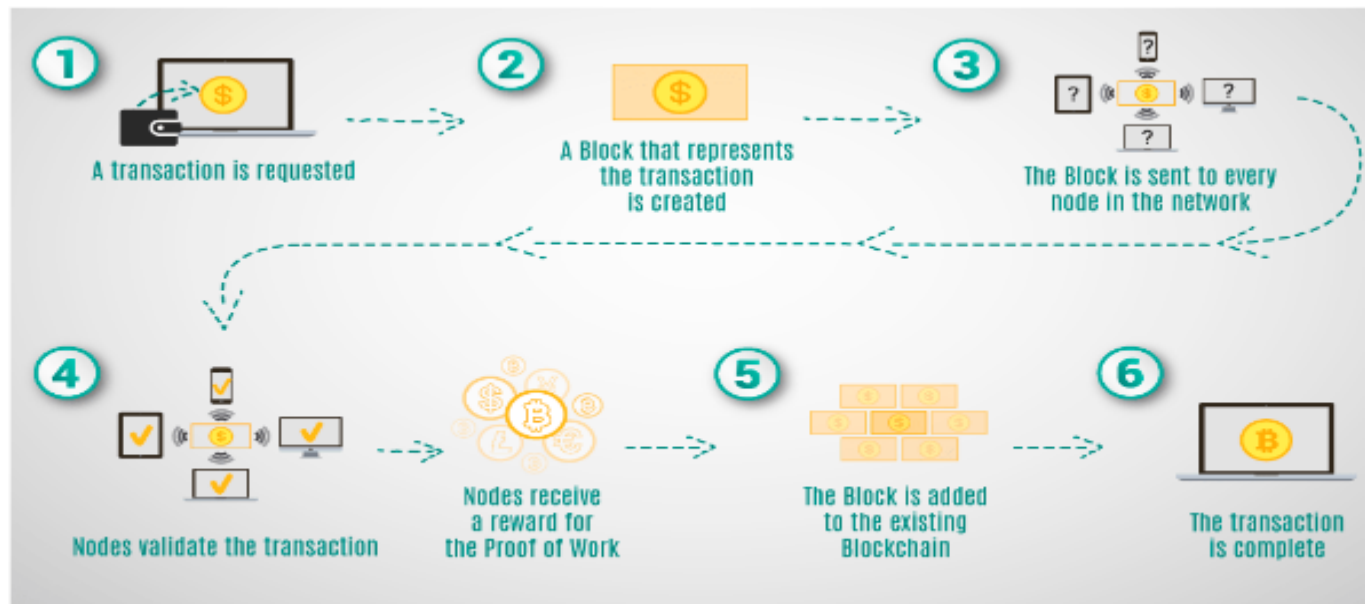 1
A transaction is requested
2
A Block that represents
the transaction
is created
3
The Block is sent to every
node in the network
4
Nodes validate the transaction
Nodes receive
a reward for
the Proof of Work
5
The Block is added
to the existing
Blockchain
6
The transaction
is complete